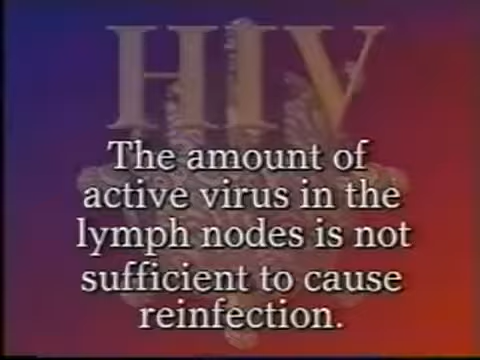 HIV
The amount of
active virus in the
lymph nodes is not
sufficient to cause
reinfection.